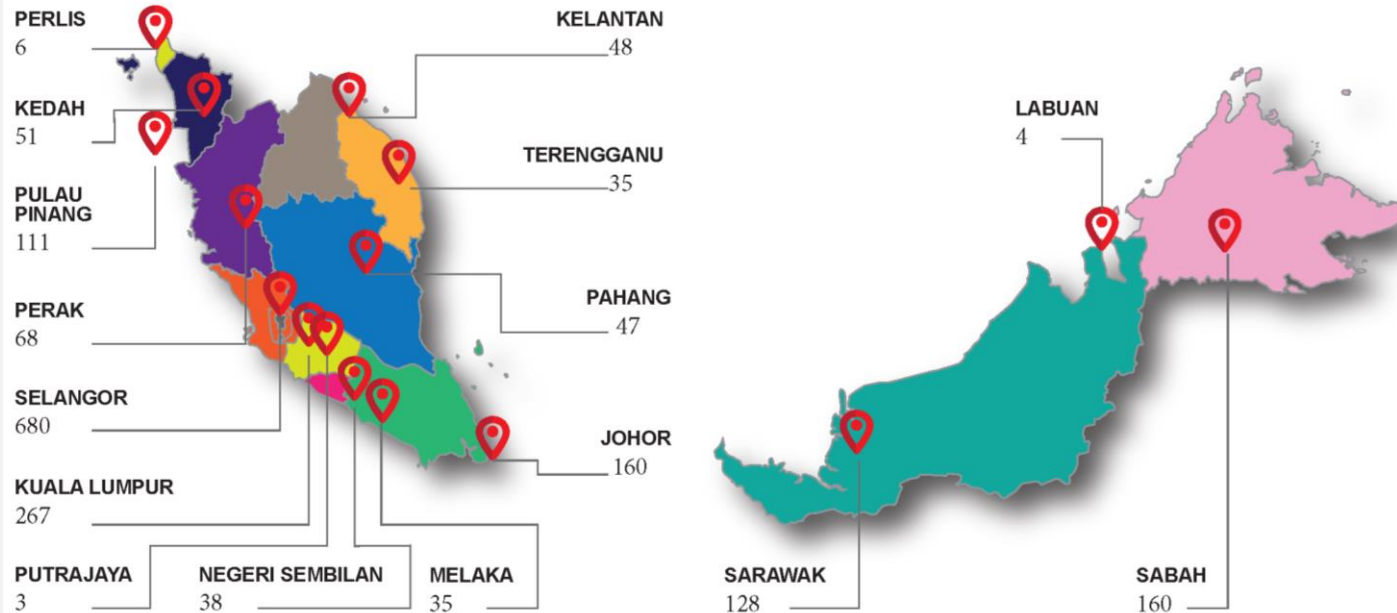 PERLIS
6
KEDAH
51
PULAU
PINANG
111
PERAK
68
SELANGOR
680
KUALA LUMPUR
267
PUTRAJAYA
3
NEGERI SEMBILAN
38
MELAKA
35
KELANTAN
48
TERENGGANU
35
PAHANG
47
JOHOR
160
LABUAN
4
SARAWAK
128
SABAH
160